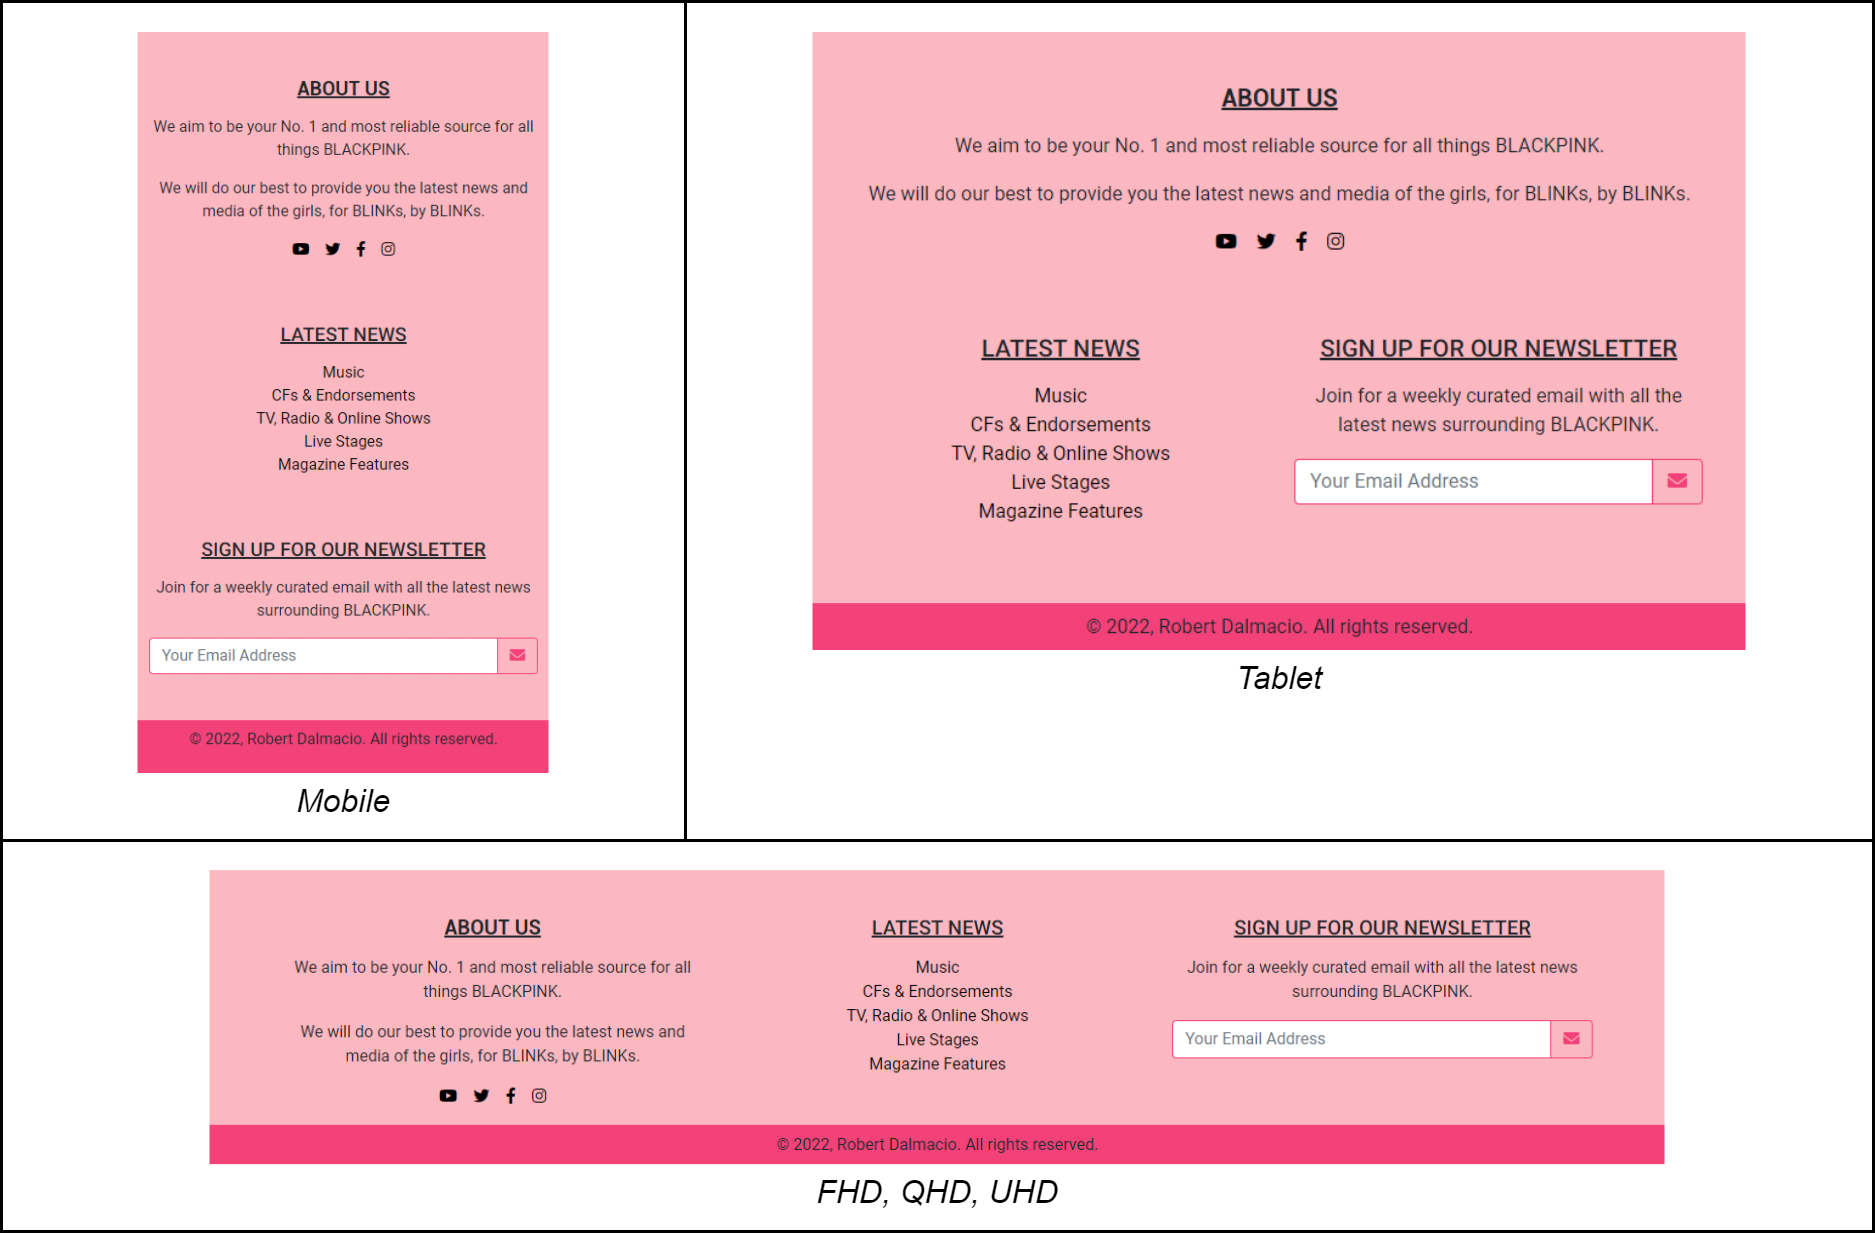 ABOUT US
We aim to be your No. 1 and most reliable source for all
things BLACKPINK.
We will do our best to provide you the latest news and
media of the girls, for BLINKs, by BLINKs.
LATEST NEWS
Music
CFs & Endorsements
TV, Radio & Online Shows
Live Stages
Magazine Features
SIGN UP FOR OUR NEWSLETTER
Join for a weekly curated email with all the latest news
surrounding BLACKPINK.
Your Email Address
© 2022, Robert Dalmacio. All rights reserved.
Mobile
ABOUT US
We aim to be your No. 1 and most reliable source for all things BLACKPINK.
We will do our best to provide you the latest news and media of the girls, for BLINKs, by BLINKs.
LATEST NEWS
Music
CFs & Endorsements
TV, Radio & Online Shows
Live Stages
Magazine Features
SIGN UP FOR OUR NEWSLETTER
Join for a weekly curated email with all the
latest news surrounding BLACKPINK.
Your Email Address
© 2022, Robert Dalmacio. All rights reserved.
Tablet
ABOUT US
We aim to be your No. 1 and most reliable source for all
things BLACKPINK.
We will do our best to provide you the latest news and
media of the girls, for BLINKs, by BLINKs.
LATEST NEWS
Music
CFs & Endorsements
TV, Radio & Online Shows
Live Stages
Magazine Features
SIGN UP FOR OUR NEWSLETTER
Join for a weekly curated email with all the latest news
surrounding BLACKPINK.
Your Email Address
© 2022, Robert Dalmacio. All rights reserved.
FHD, QHD, UHD